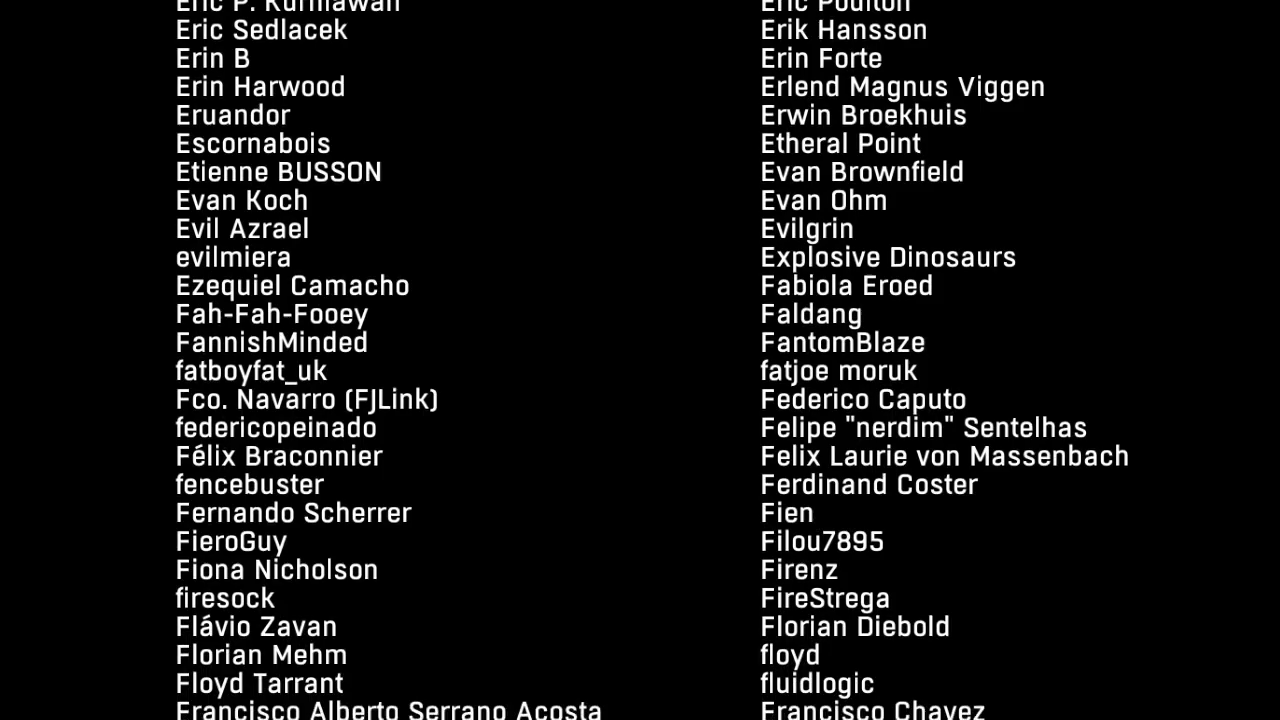 Eric P. Kurniawan
Eric Poulton
Eric Sedlacek
Erik Hansson
Erin B
Erin Forte
Erin Harwood
Erlend Magnus Viggen
Eruandor
Erwin Broekhuis
Escornabois
Etheral Point
Etienne BUSSON
Evan Brownfield
Evan Koch
Evan Ohm
Evil Azrael
Evilgrin
evilmiera
Explosive Dinosaurs
Ezequiel Camacho
Fabiola Eroed
Fah-Fah-Fooey
Faldang
FannishMinded
FantomBlaze
fatboyfat_uk
fatjoe moruk
Fco. Navarro (FJLink)
Federico Caputo
federicopeinado
Felipe "nerdim" Sentelhas
Félix Braconnier
Felix Laurie von Massenbach
fencebuster
Ferdinand Coster
Fernando Scherrer
Fien
FieroGuy
Filou7895
Fiona Nicholson
Firenz
firesock
FireStrega
Flávio Zavan
Florian Diebold
Florian Mehm
floyd
Floyd Tarrant
fluidlogic
Francisco Alberto Serrano Acosta
Francisco Chavez